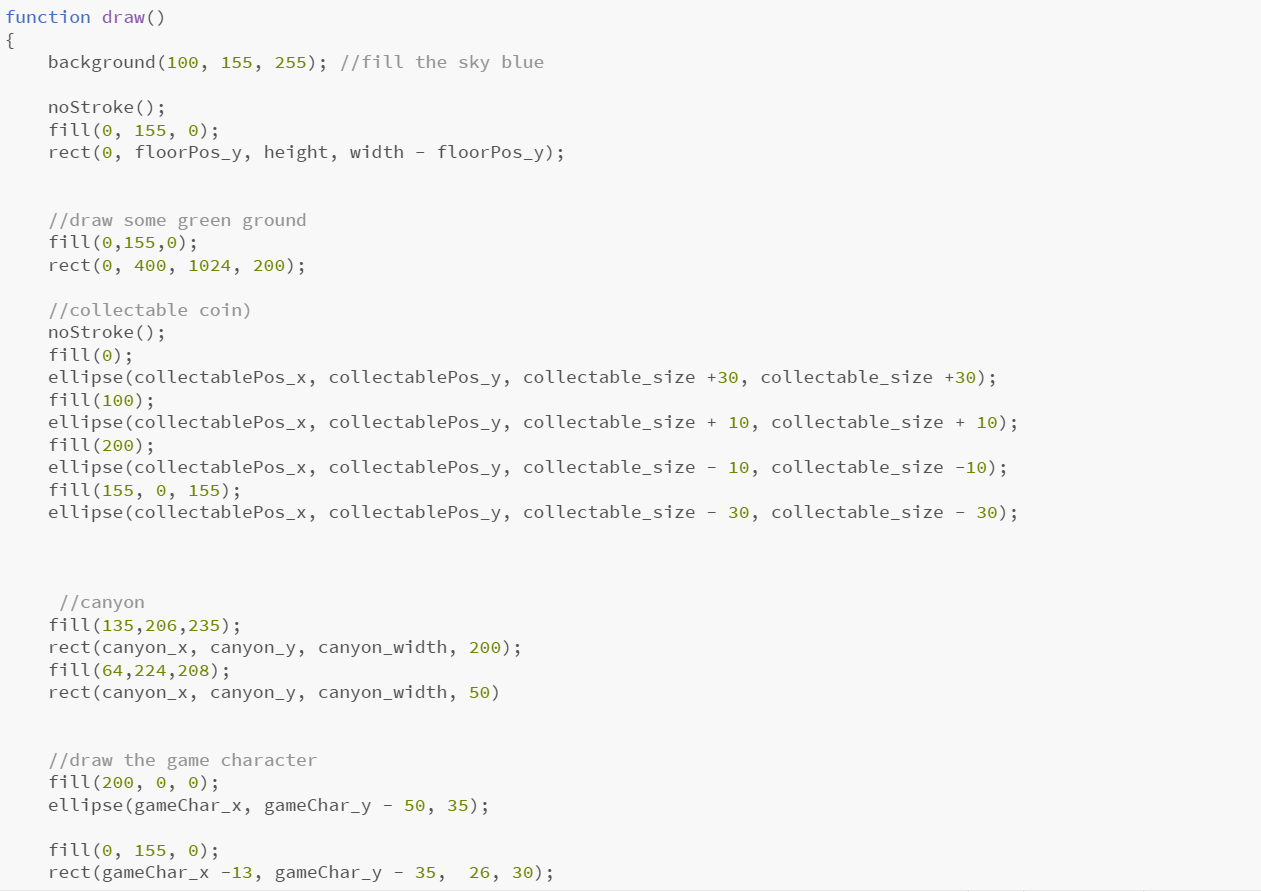 function draw()
{
    background(100, 155, 255); //fill the sky blue

    noStroke();
    fill(0, 155, 0);
    rect(0, floorPos_y, height, width - floorPos_y);


    //draw some green ground
    fill(0,155,0);
    rect(0, 400, 1024, 200);

    //collectable coin)
    noStroke();
    fill(0);
    ellipse(collectablePos_x, collectablePos_y, collectable_size +30, collectable_size +30);
    fill(100);
    ellipse(collectablePos_x, collectablePos_y, collectable_size + 10, collectable_size + 10);
    fill(200);
    ellipse(collectablePos_x, collectablePos_y, collectable_size - 10, collectable_size -10);
    fill(155, 0, 155);
    ellipse(collectablePos_x, collectablePos_y, collectable_size - 30, collectable_size - 30);



     //canyon
    fill(135,206,235);
    rect(canyon_x, canyon_y, canyon_width, 200);
    fill(64,224,208);
    rect(canyon_x, canyon_y, canyon_width, 50)


    //draw the game character
    fill(200, 0, 0);
    ellipse(gameChar_x, gameChar_y - 50, 35);

    fill(0, 155, 0);
    rect(gameChar_x -13, gameChar_y - 35,  26, 30);